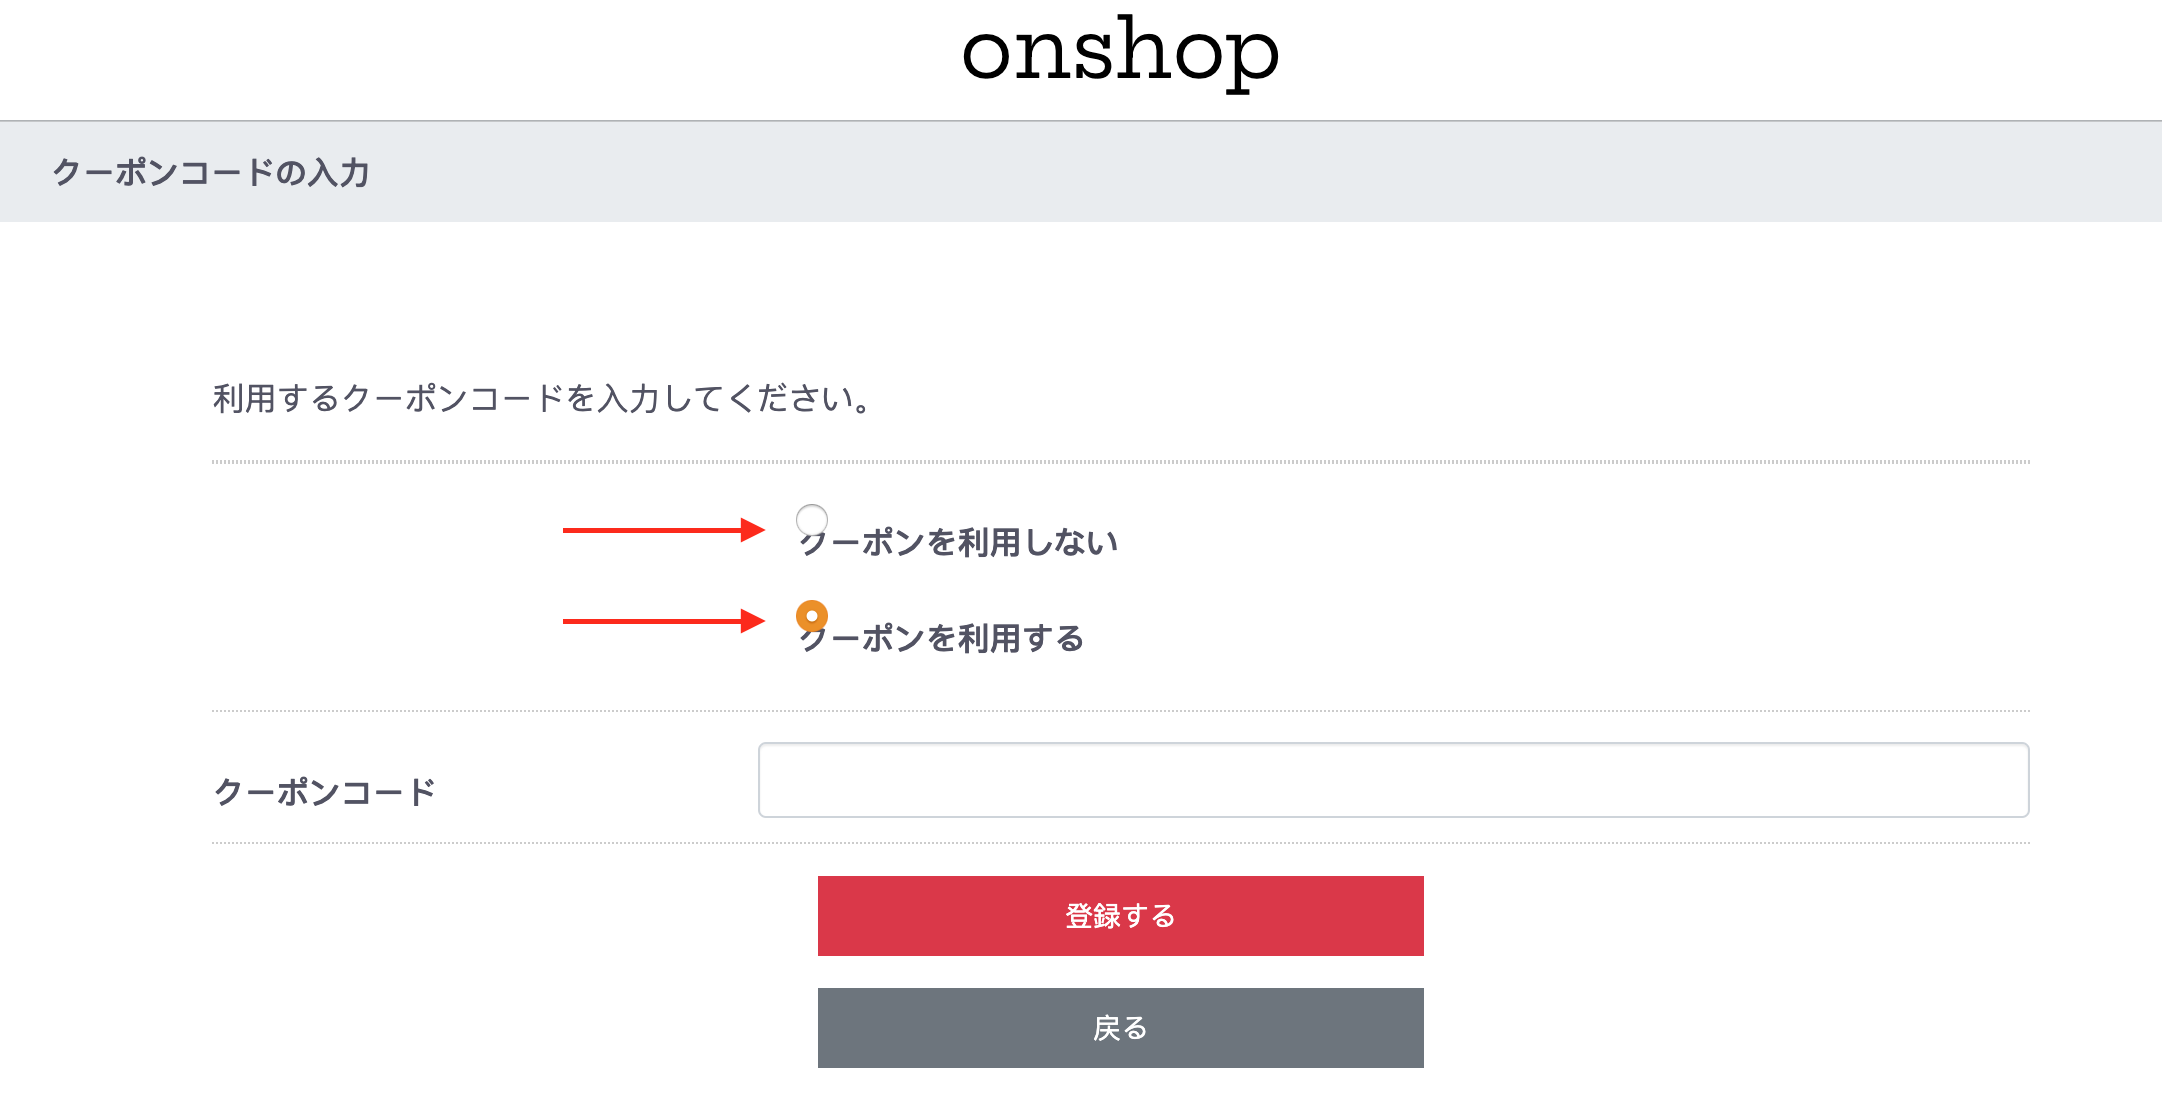 onshop
クーポンコードの入力
利用するクーポンコードを入力してください。
クーポンを利用しない
クーポンを利用する
クーポンコード
登録する
戻る